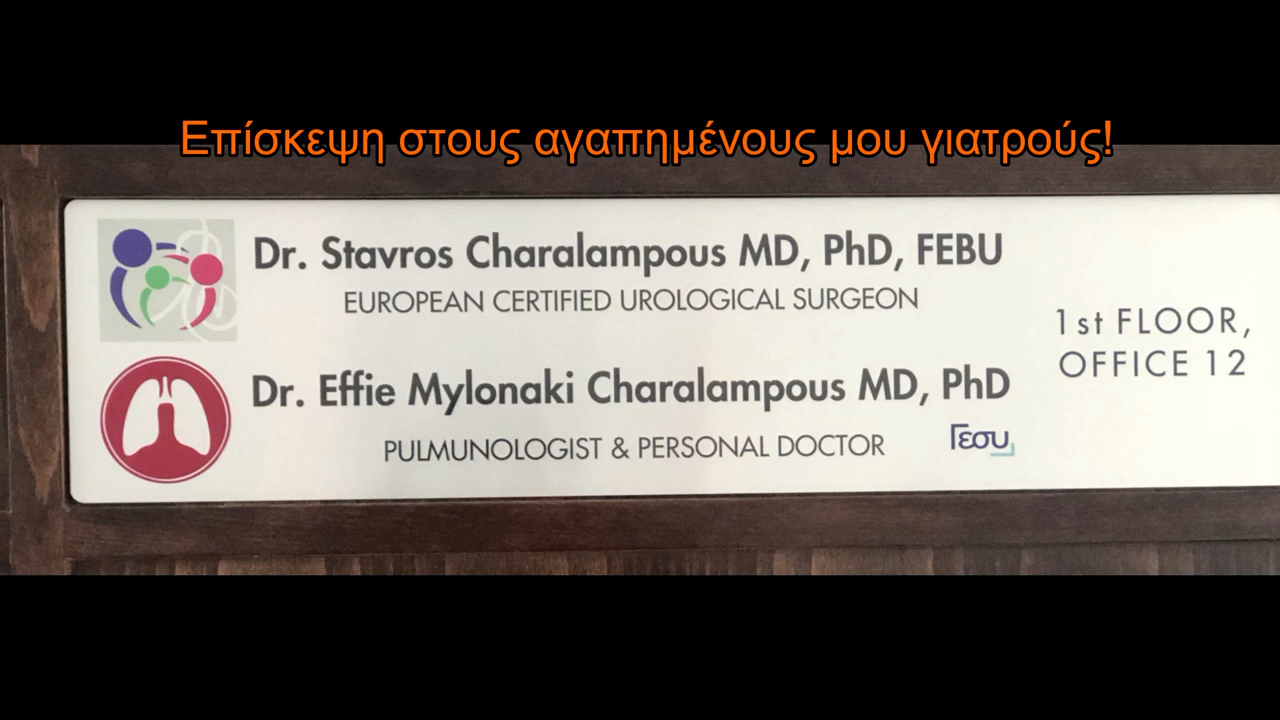 Επίσκεψη στους αγαπημένους μου γιατρούς!
Dr. Stavros Charalampous MD, PhD, FEBU
EUROPEAN CERTIFIED UROLOGICAL SURGEON
1st FLOOR,
OFFICE 12
Dr. Effie Mylonaki Charalampous MD, PhD
PULMUNOLOGIST & PERSONAL DOCTOR
Γεσυ